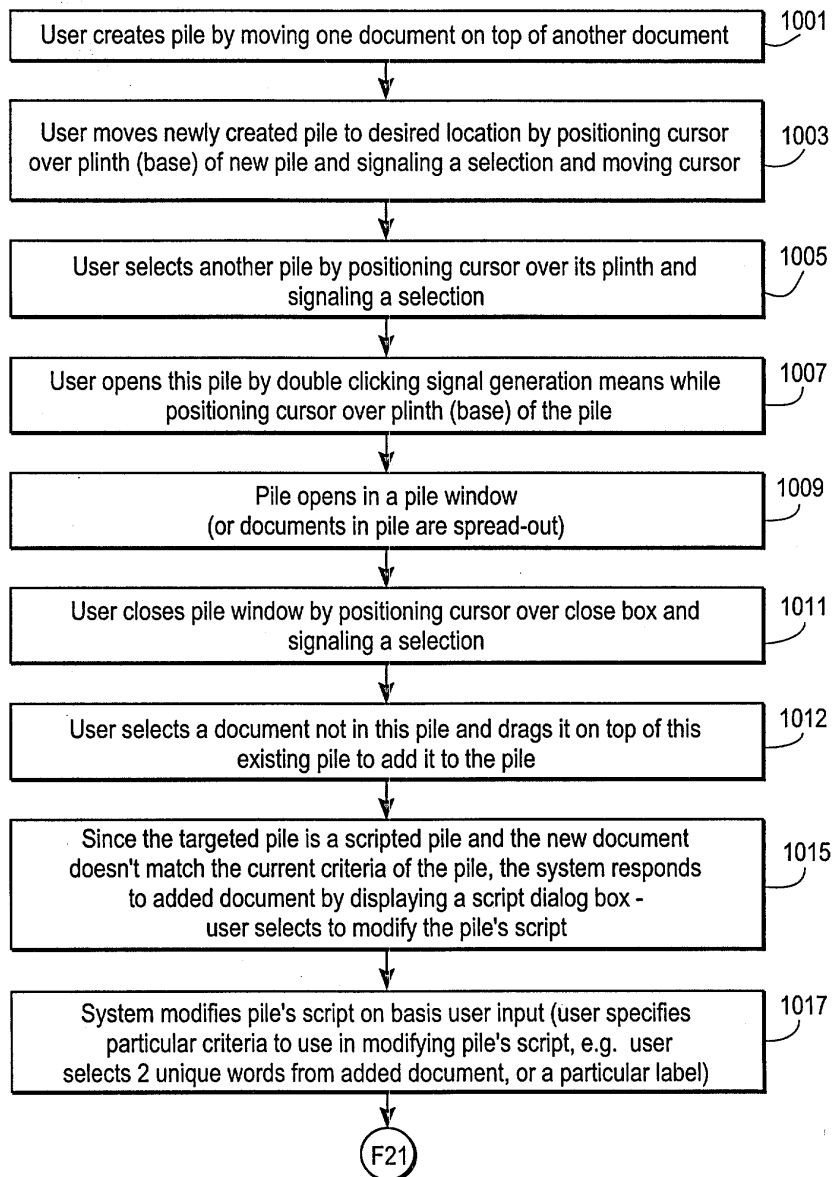 User creates pile by moving one document on top of another document
1001
User moves newly created pile to desired location by positioning cursor
over plinth (base) of new pile and signaling a selection and moving cursor
1003
User selects another pile by positioning cursor over its plinth and
signaling a selection
1005
User opens this pile by double clicking signal generation means while
positioning cursor over plinth (base) of the pile
1007
Pile opens in a pile window
(or documents in pile are spread-out)
1009
User closes pile window by positioning cursor over close box and
signaling a selection
1011
User selects a document not in this pile and drags it on top of this
existing pile to add it to the pile
1012
Since the targeted pile is a scripted pile and the new document
doesn't match the current criteria of the pile, the system responds
to added document by displaying a script dialog box -
user selects to modify the pile's script
1015
System modifies pile's script on basis user input (user specifies
particular criteria to use in modifying pile's script, e.g. user
selects 2 unique words from added document, or a particular label)
1017
F21